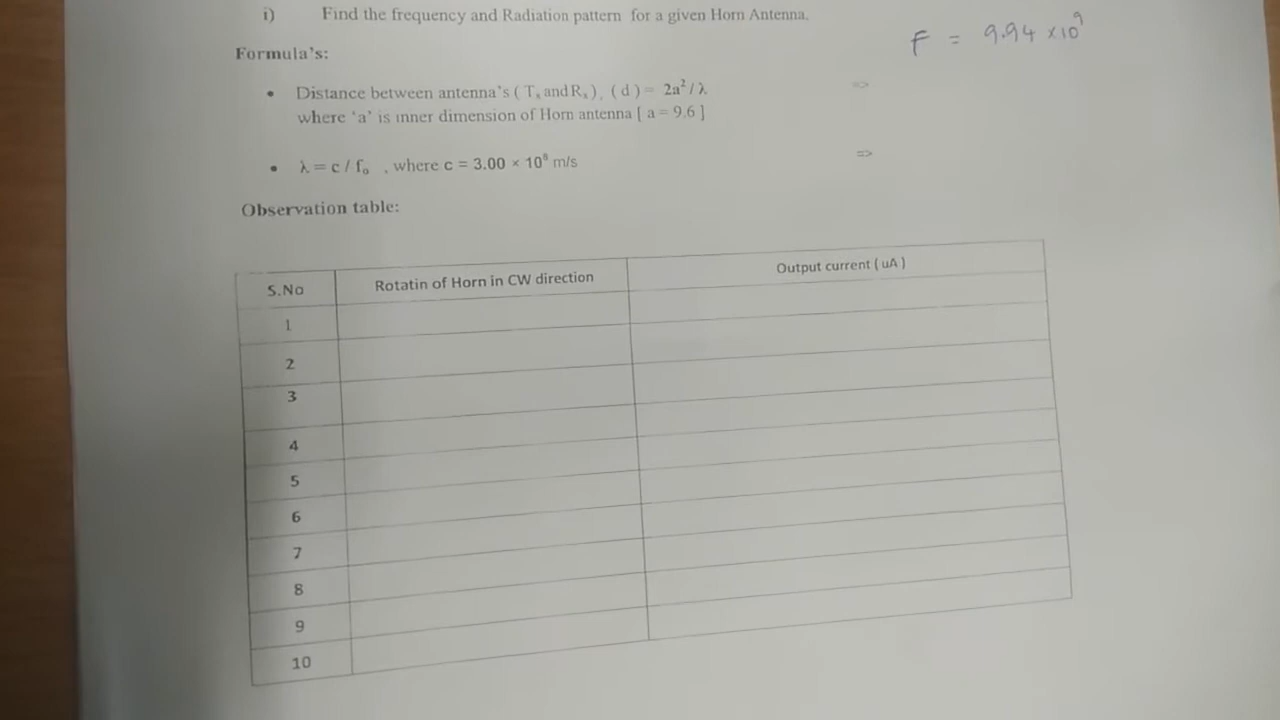 i) Find the frequency and Radiation pattern for a given Horn Antenna.
F = 9.94 × 10⁹
Formula's:
• Distance between antenna's ( Tₓ and Rₓ ), ( d ) = 2a² / λ =>
where 'a' is inner dimension of Horn antenna [ a = 9.6 ]
• λ = c / f₀ , where c = 3.00 × 10⁸ m/s =>
Observation table:
S.No Rotatin of Horn in CW direction Output current ( uA )
1
2
3
4
5
6
7
8
9
10